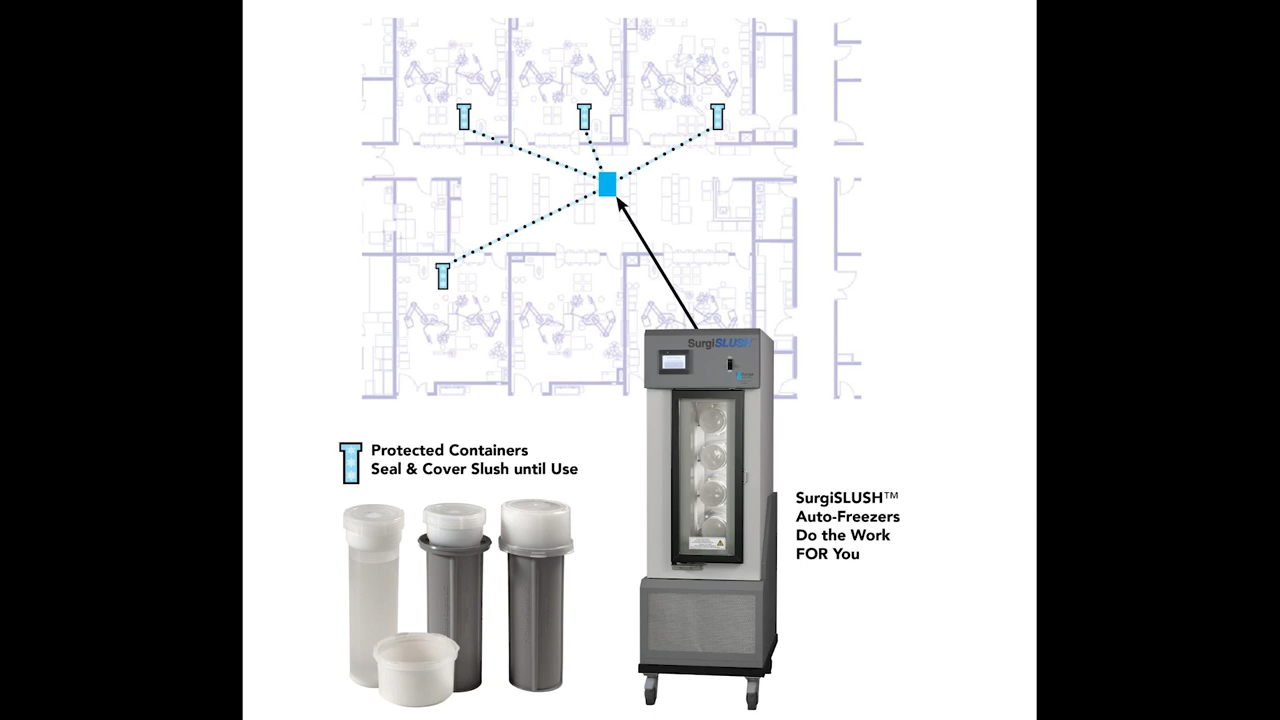 SurgiSLUSH
Protected Containers
Seal & Cover Slush until Use
SurgiSLUSH™
Auto-Freezers
Do the Work
FOR You